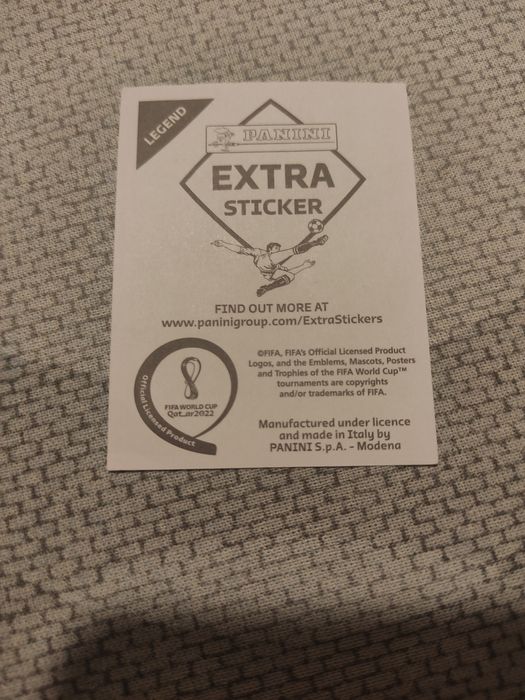 LEGEND
PANINI
EXTRA
STICKER
FIND OUT MORE AT
www.paninigroup.com/ExtraStickers
©FIFA, FIFA's Official Licensed Product
Logos, and the Emblems, Mascots, Posters
and Trophies of the FIFA World Cup™
tournaments are copyrights
and/or trademarks of FIFA.
FIFA WORLD CUP
Qatar2022
Official Licensed Product
Manufactured under licence
and made in Italy by
PANINI S.p.A. - Modena